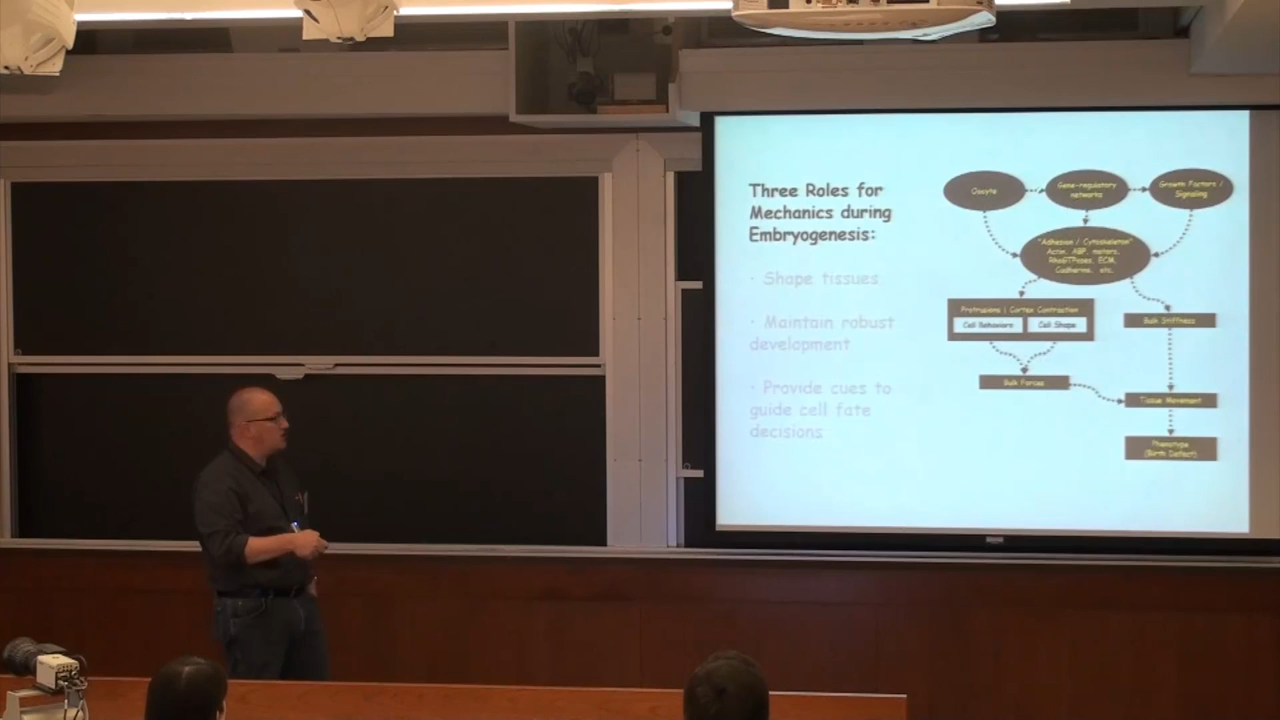 Three Roles for
Mechanics during
Embryogenesis:
· Shape tissues
· Maintain robust
development
· Provide cues to
guide cell fate
decisions
Oocyte
Gene-regulatory
networks
Growth Factors /
Signaling
"Adhesion / Cytoskeleton"
Actin, ABP, motors,
RhoGTPases, ECM,
Cadherins, etc.
Protrusions / Cortex Contraction
Cell Behaviors
Cell Shape
Bulk Stiffness
Bulk Forces
Tissue Movement
Phenotype
(Birth Defect)